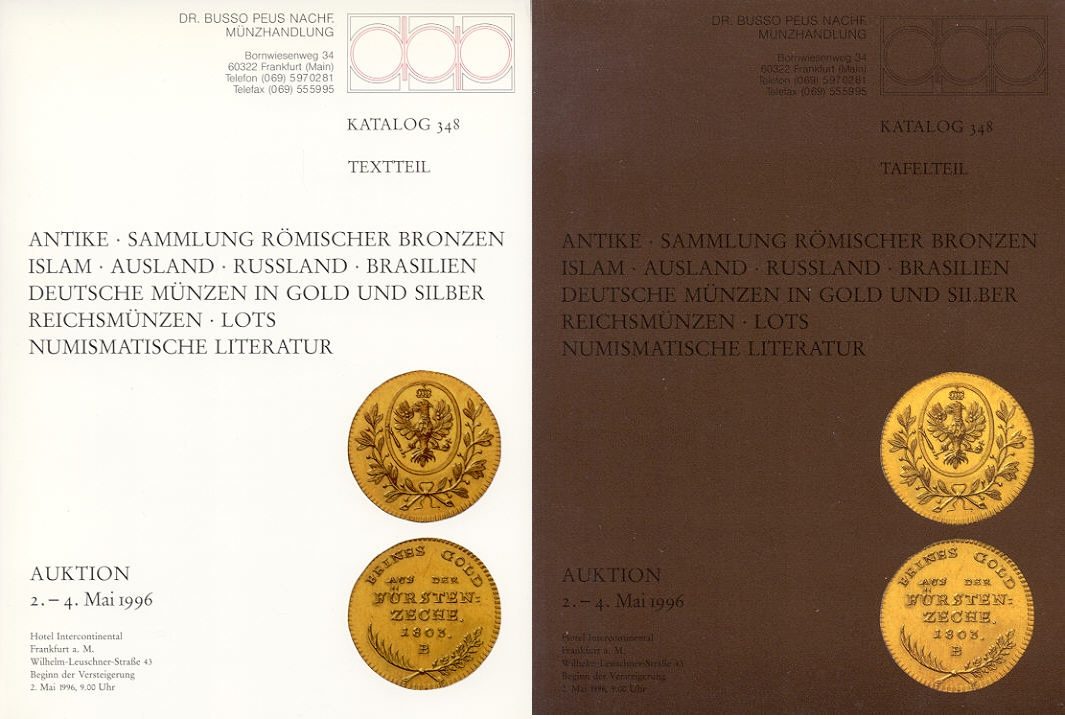 DR. BUSSO PEUS NACHF.
MÜNZHANDLUNG
Bornwiesenweg 34
60322 Frankfurt (Main)
Telefon (069) 5970281
Telefax (069) 555995
KATALOG 348
TEXTTEIL
ANTIKE · SAMMLUNG RÖMISCHER BRONZEN
ISLAM · AUSLAND · RUSSLAND · BRASILIEN
DEUTSCHE MÜNZEN IN GOLD UND SILBER
REICHSMÜNZEN · LOTS
NUMISMATISCHE LITERATUR
FEINES GOLD
AUS DER
FÜRSTEN:
ZECHE.
1803.
B
AUKTION
2. – 4. Mai 1996
Hotel Intercontinental
Frankfurt a. M.
Wilhelm-Leuschner-Straße 43
Beginn der Versteigerung
2. Mai 1996, 9.00 Uhr
DR. BUSSO PEUS NACHF.
MÜNZHANDLUNG
Bornwiesenweg 34
60322 Frankfurt (Main)
Telefon (069) 5970281
Telefax (069) 555995
KATALOG 348
TAFELTEIL
ANTIKE · SAMMLUNG RÖMISCHER BRONZEN
ISLAM · AUSLAND · RUSSLAND · BRASILIEN
DEUTSCHE MÜNZEN IN GOLD UND SILBER
REICHSMÜNZEN · LOTS
NUMISMATISCHE LITERATUR
FEINES GOLD
AUS DER
FÜRSTEN:
ZECHE.
1803.
B
AUKTION
2. – 4. Mai 1996
Hotel Intercontinental
Frankfurt a. M.
Wilhelm-Leuschner-Straße 43
Beginn der Versteigerung
2. Mai 1996, 9.00 Uhr